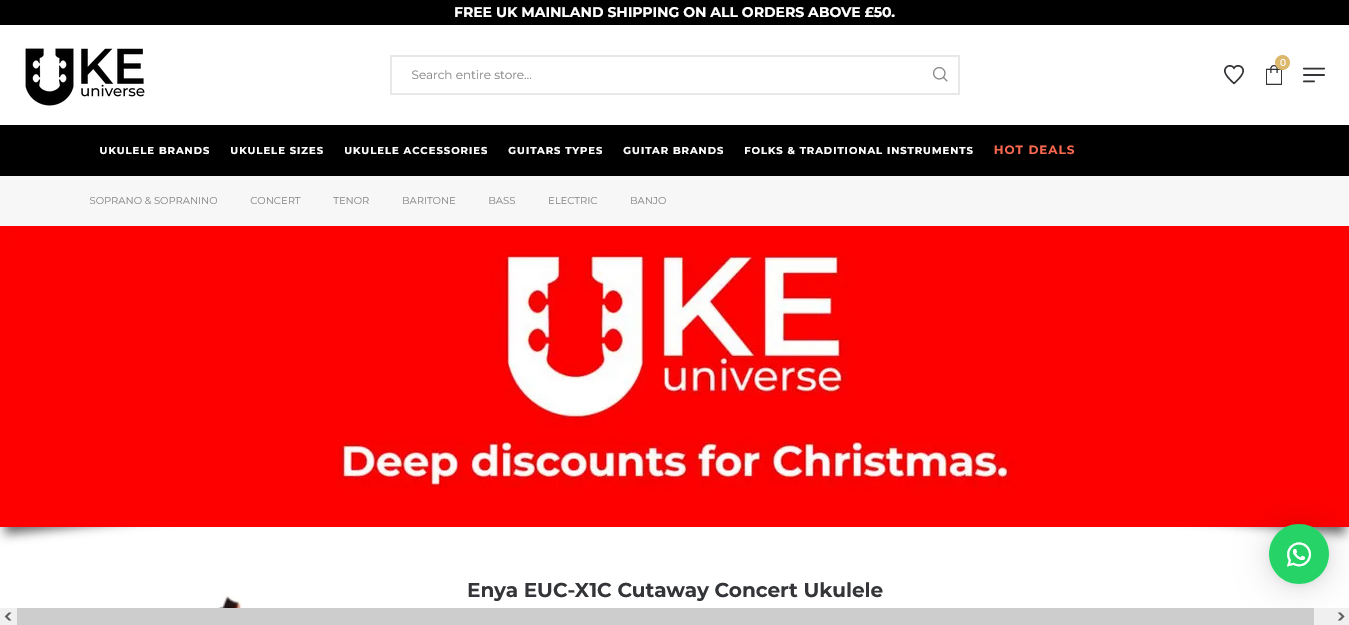 FREE UK MAINLAND SHIPPING ON ALL ORDERS ABOVE £50.
UKE
universe
Search entire store...
0
UKULELE BRANDS UKULELE SIZES UKULELE ACCESSORIES GUITARS TYPES GUITAR BRANDS FOLKS & TRADITIONAL INSTRUMENTS HOT DEALS
SOPRANO & SOPRANINO CONCERT TENOR BARITONE BASS ELECTRIC BANJO
UKE
universe
Deep discounts for Christmas.
Enya EUC-X1C Cutaway Concert Ukulele